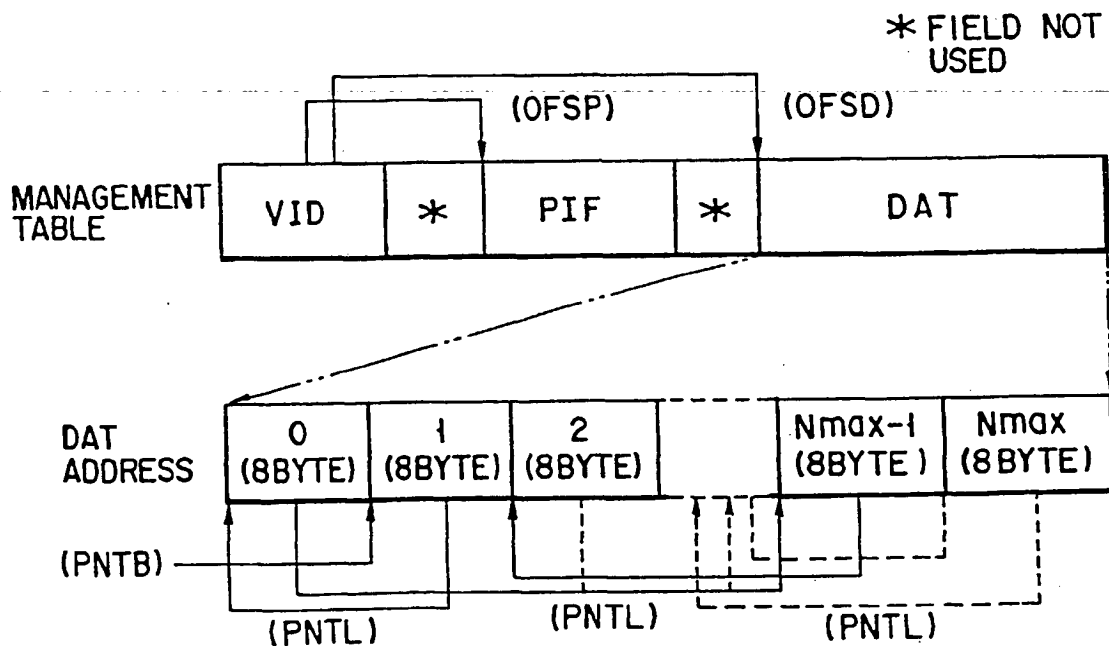 * FIELD NOT
USED
(OFSP)
(OFSD)
MANAGEMENT
TABLE
VID
*
PIF
*
DAT
DAT
ADDRESS
0
(8BYTE)
1
(8BYTE)
2
(8BYTE)
Nmax-1
(8BYTE)
Nmax
(8BYTE)
(PNTB)
(PNTL)
(PNTL)
(PNTL)